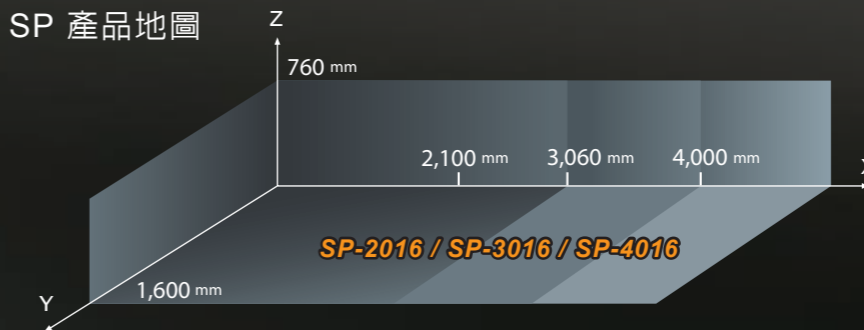 SP 產品地圖
Z
760 mm
2,100 mm
3,060 mm
4,000 mm
X
SP-2016 / SP-3016 / SP-4016
1,600 mm
Y